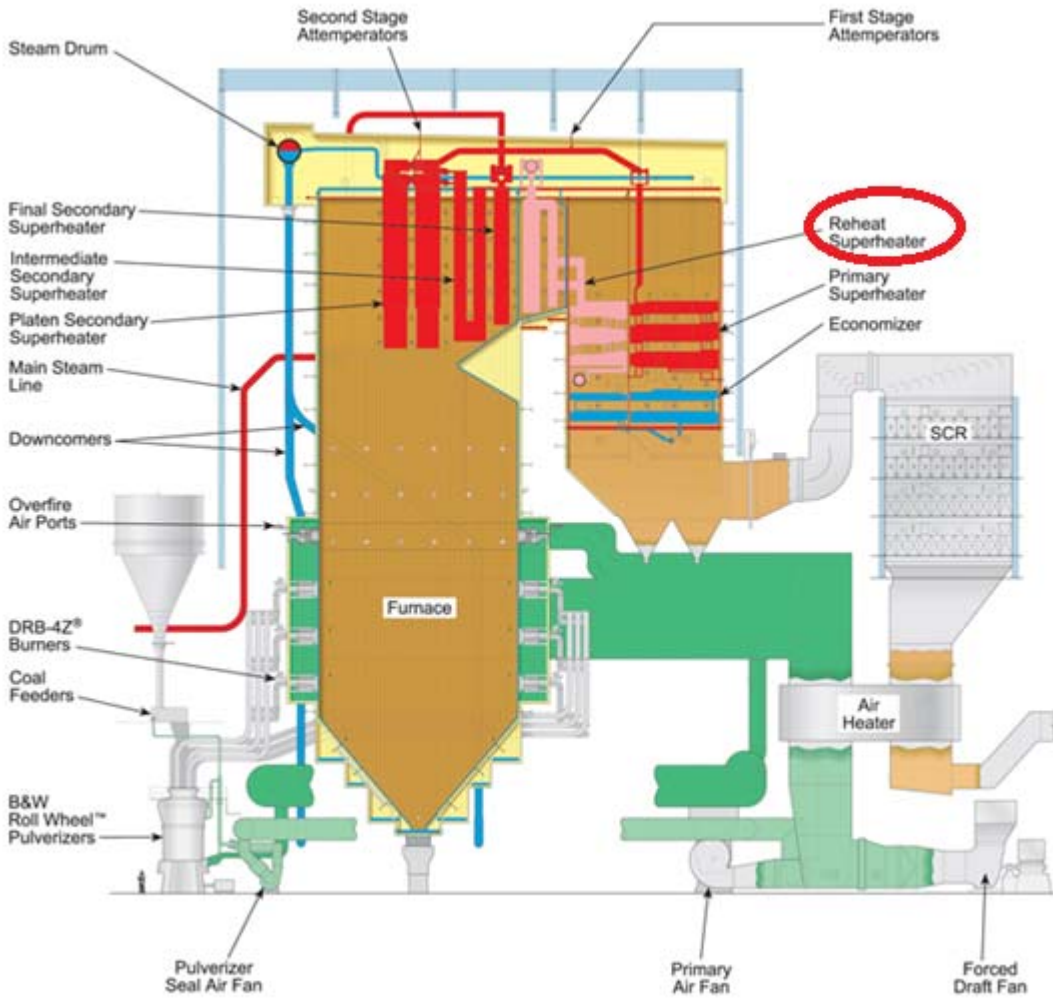 Second Stage
Attemperators
First Stage
Attemperators
Steam Drum
Final Secondary
Superheater
Intermediate
Secondary
Superheater
Platen Secondary
Superheater
Main Steam
Line
Downcomers
Overfire
Air Ports
DRB-4Z®
Burners
Coal
Feeders
B&W
Roll Wheel™
Pulverizers
Reheat
Superheater
Primary
Superheater
Economizer
SCR
Furnace
Air
Heater
Pulverizer
Seal Air Fan
Primary
Air Fan
Forced
Draft Fan